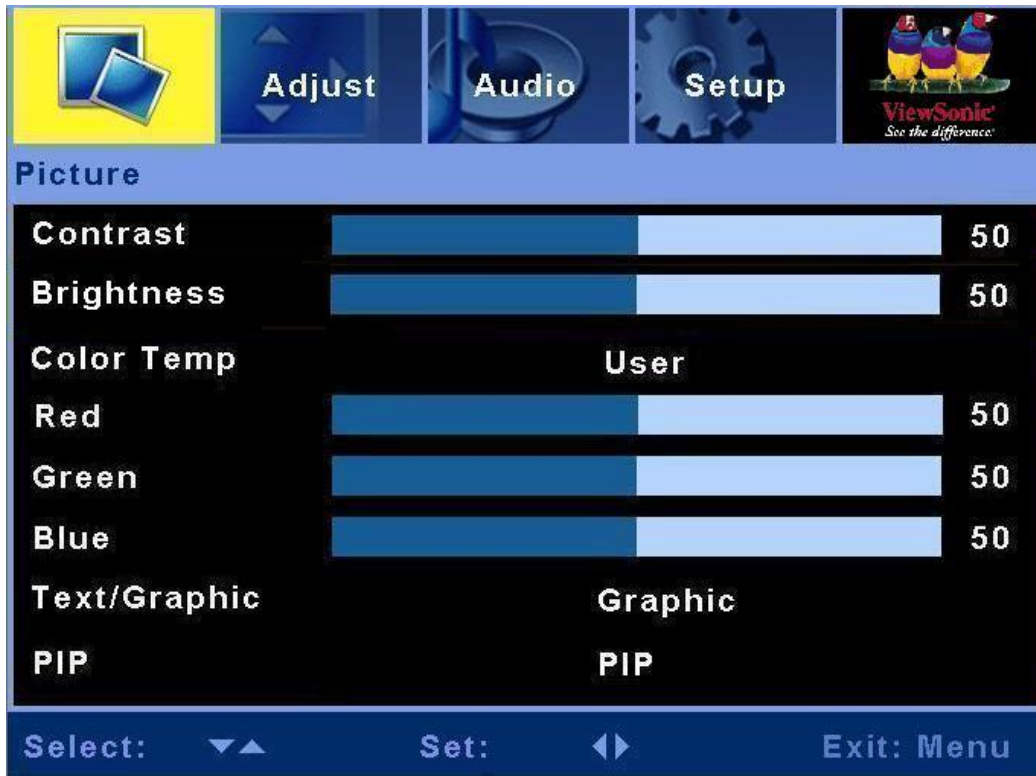 Adjust
Audio
Setup
ViewSonic
See the difference
Picture
Contrast 50
Brightness 50
Color Temp User
Red 50
Green 50
Blue 50
Text/Graphic Graphic
PIP PIP
Select: Set: Exit: Menu